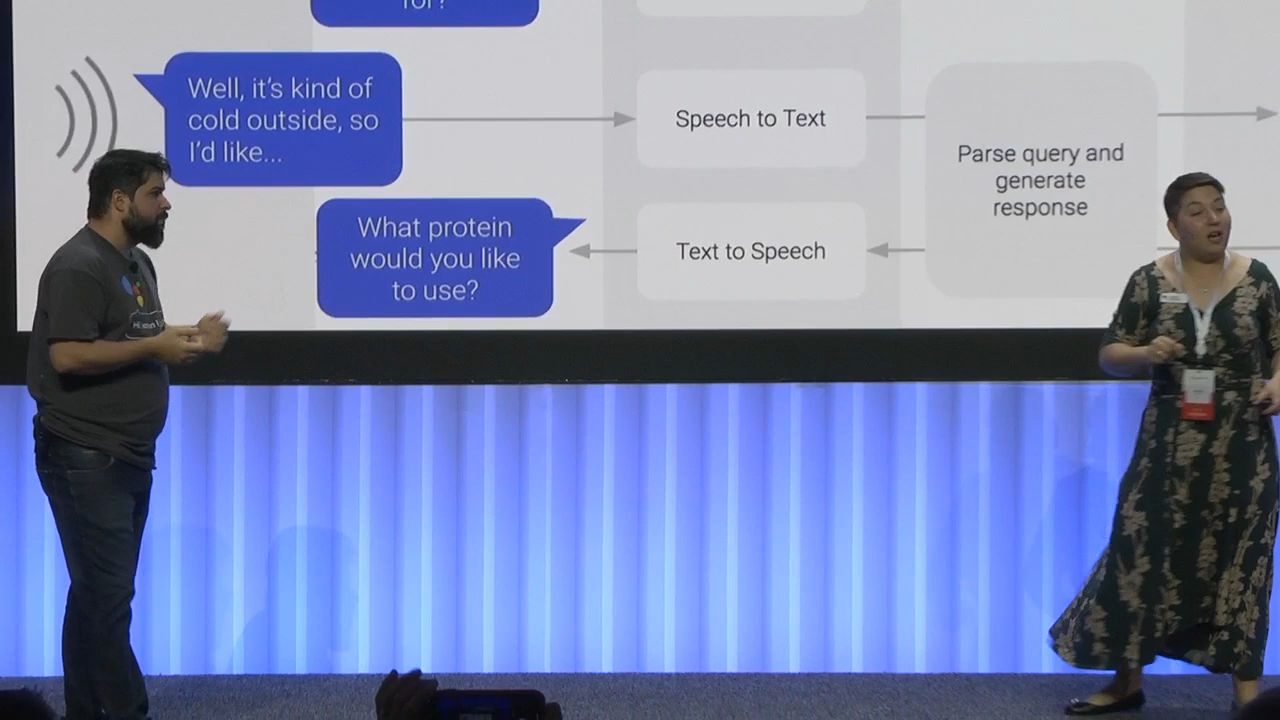 for?
Well, it's kind of
cold outside, so
I'd like...
Speech to Text
Parse query and
generate
response
What protein
would you like
to use?
Text to Speech